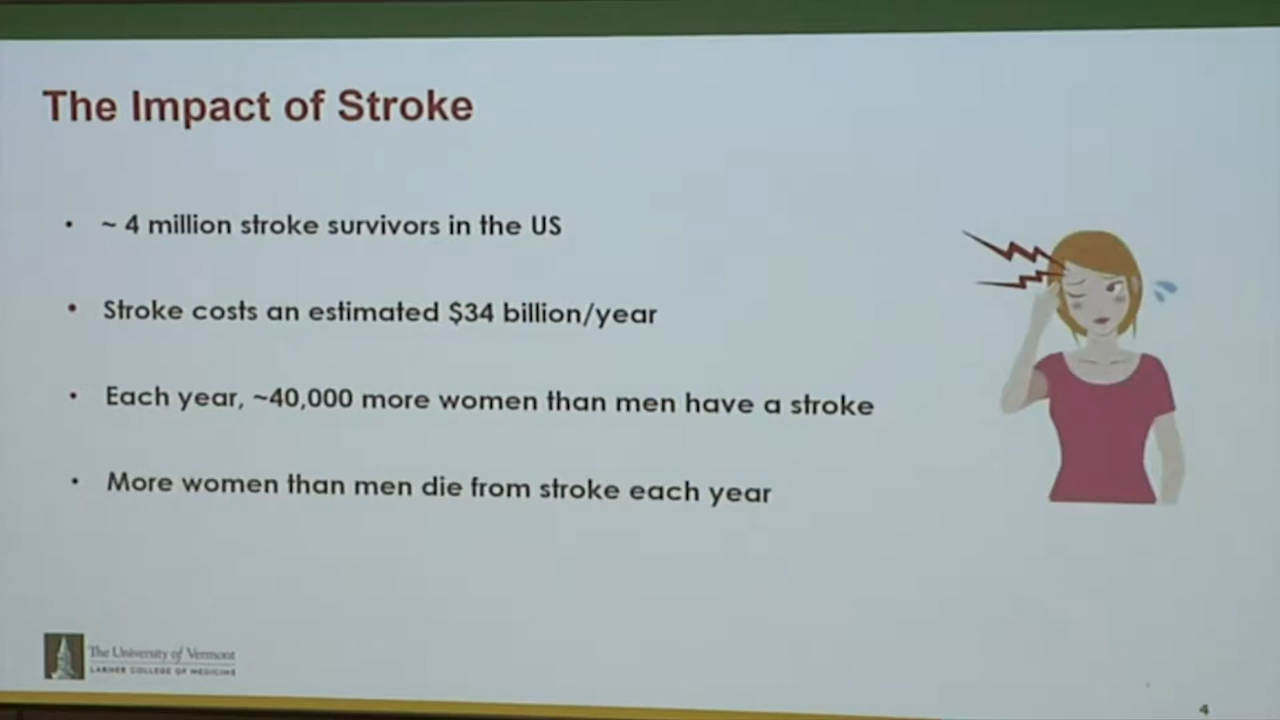 The Impact of Stroke
• ~ 4 million stroke survivors in the US
• Stroke costs an estimated $34 billion/year
• Each year, ~40,000 more women than men have a stroke
• More women than men die from stroke each year
The University of Vermont
LARNER COLLEGE OF MEDICINE
4